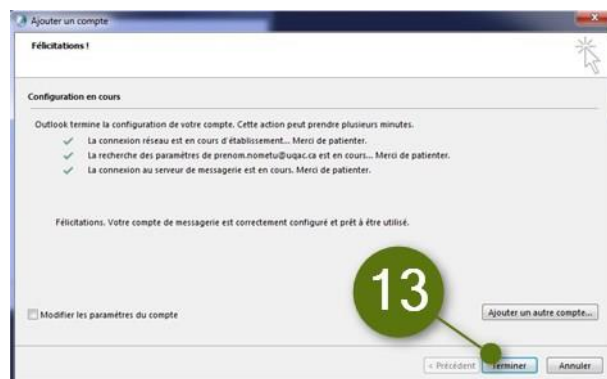 Ajouter un compte
Félicitations !
Configuration en cours
Outlook termine la configuration de votre compte. Cette action peut prendre plusieurs minutes.
La connexion réseau est en cours d'établissement... Merci de patienter.
La recherche des paramètres de prenom.nometu@uqac.ca est en cours... Merci de patienter.
La connexion au serveur de messagerie est en cours. Merci de patienter.
Félicitations. Votre compte de messagerie est correctement configuré et prêt à être utilisé.
13
Modifier les paramètres du compte
Ajouter un autre compte...
< Précédent Terminer Annuler